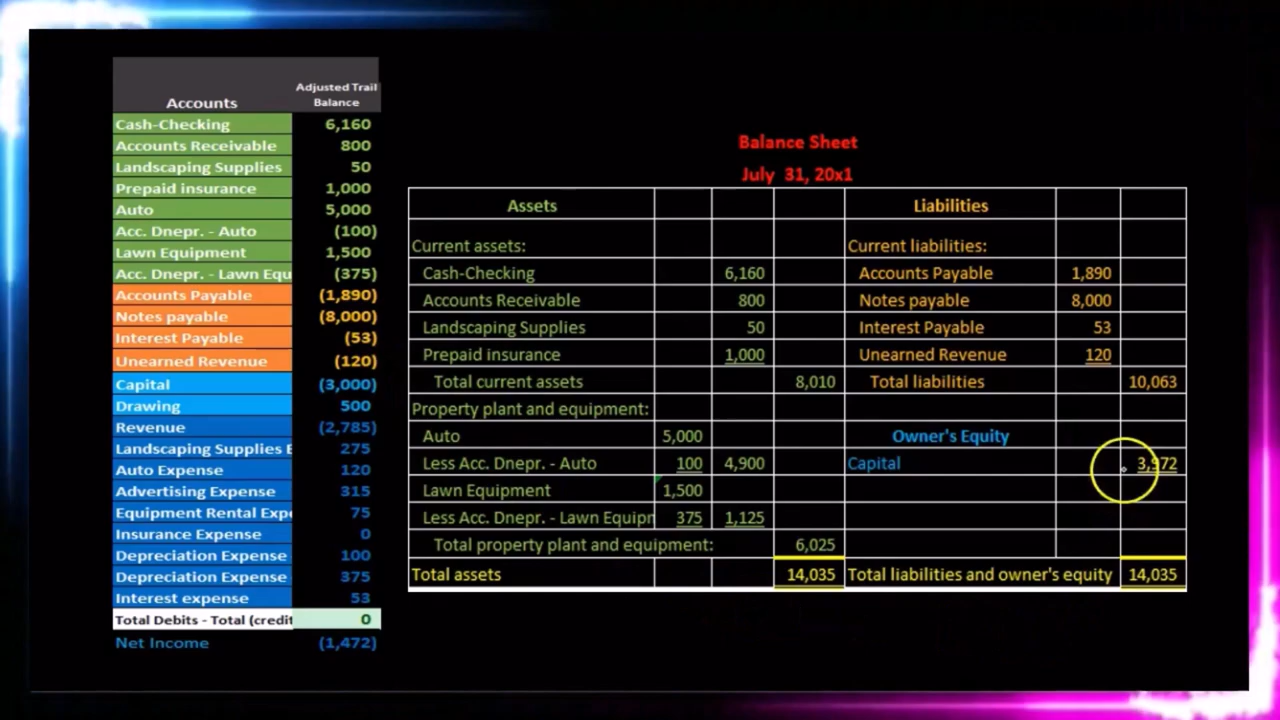 Accounts Adjusted Trail Balance
Cash-Checking 6,160
Accounts Receivable 800
Landscaping Supplies 50
Prepaid insurance 1,000
Auto 5,000
Acc. Dnepr. - Auto (100)
Lawn Equipment 1,500
Acc. Dnepr. - Lawn Equ (375)
Accounts Payable (1,890)
Notes payable (8,000)
Interest Payable (53)
Unearned Revenue (120)
Capital (3,000)
Drawing 500
Revenue (2,785)
Landscaping Supplies E 275
Auto Expense 120
Advertising Expense 315
Equipment Rental Expe 75
Insurance Expense 0
Depreciation Expense 100
Depreciation Expense 375
Interest expense 53
Total Debits - Total (credit 0
Net Income (1,472)
Balance Sheet
July 31, 20x1
Assets Liabilities
Current assets: Current liabilities:
Cash-Checking 6,160 Accounts Payable 1,890
Accounts Receivable 800 Notes payable 8,000
Landscaping Supplies 50 Interest Payable 53
Prepaid insurance 1,000 Unearned Revenue 120
Total current assets 8,010 Total liabilities 10,063
Property plant and equipment:
Auto 5,000 Owner's Equity
Less Acc. Dnepr. - Auto 100 4,900 Capital 3,972
Lawn Equipment 1,500
Less Acc. Dnepr. - Lawn Equipn 375 1,125
Total property plant and equipment: 6,025
Total assets 14,035 Total liabilities and owner's equity 14,035